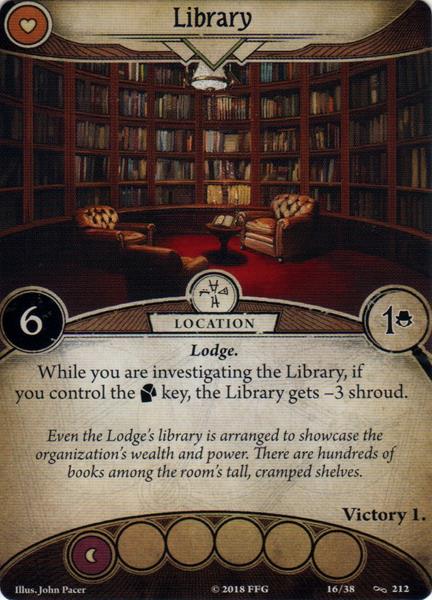 Library
6
LOCATION
1
Lodge.
While you are investigating the Library, if
you control the key, the Library gets –3 shroud.
Even the Lodge's library is arranged to showcase the
organization's wealth and power. There are hundreds of
books among the room's tall, cramped shelves.
Victory 1.
Illus. John Pacer © 2018 FFG 16/38 212